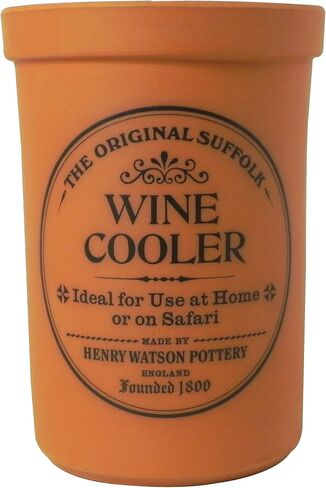 THE ORIGINAL SUFFOLK
WINE
COOLER
Ideal for Use at Home
or on Safari
MADE BY
HENRY WATSON POTTERY
ENGLAND
Founded 1800